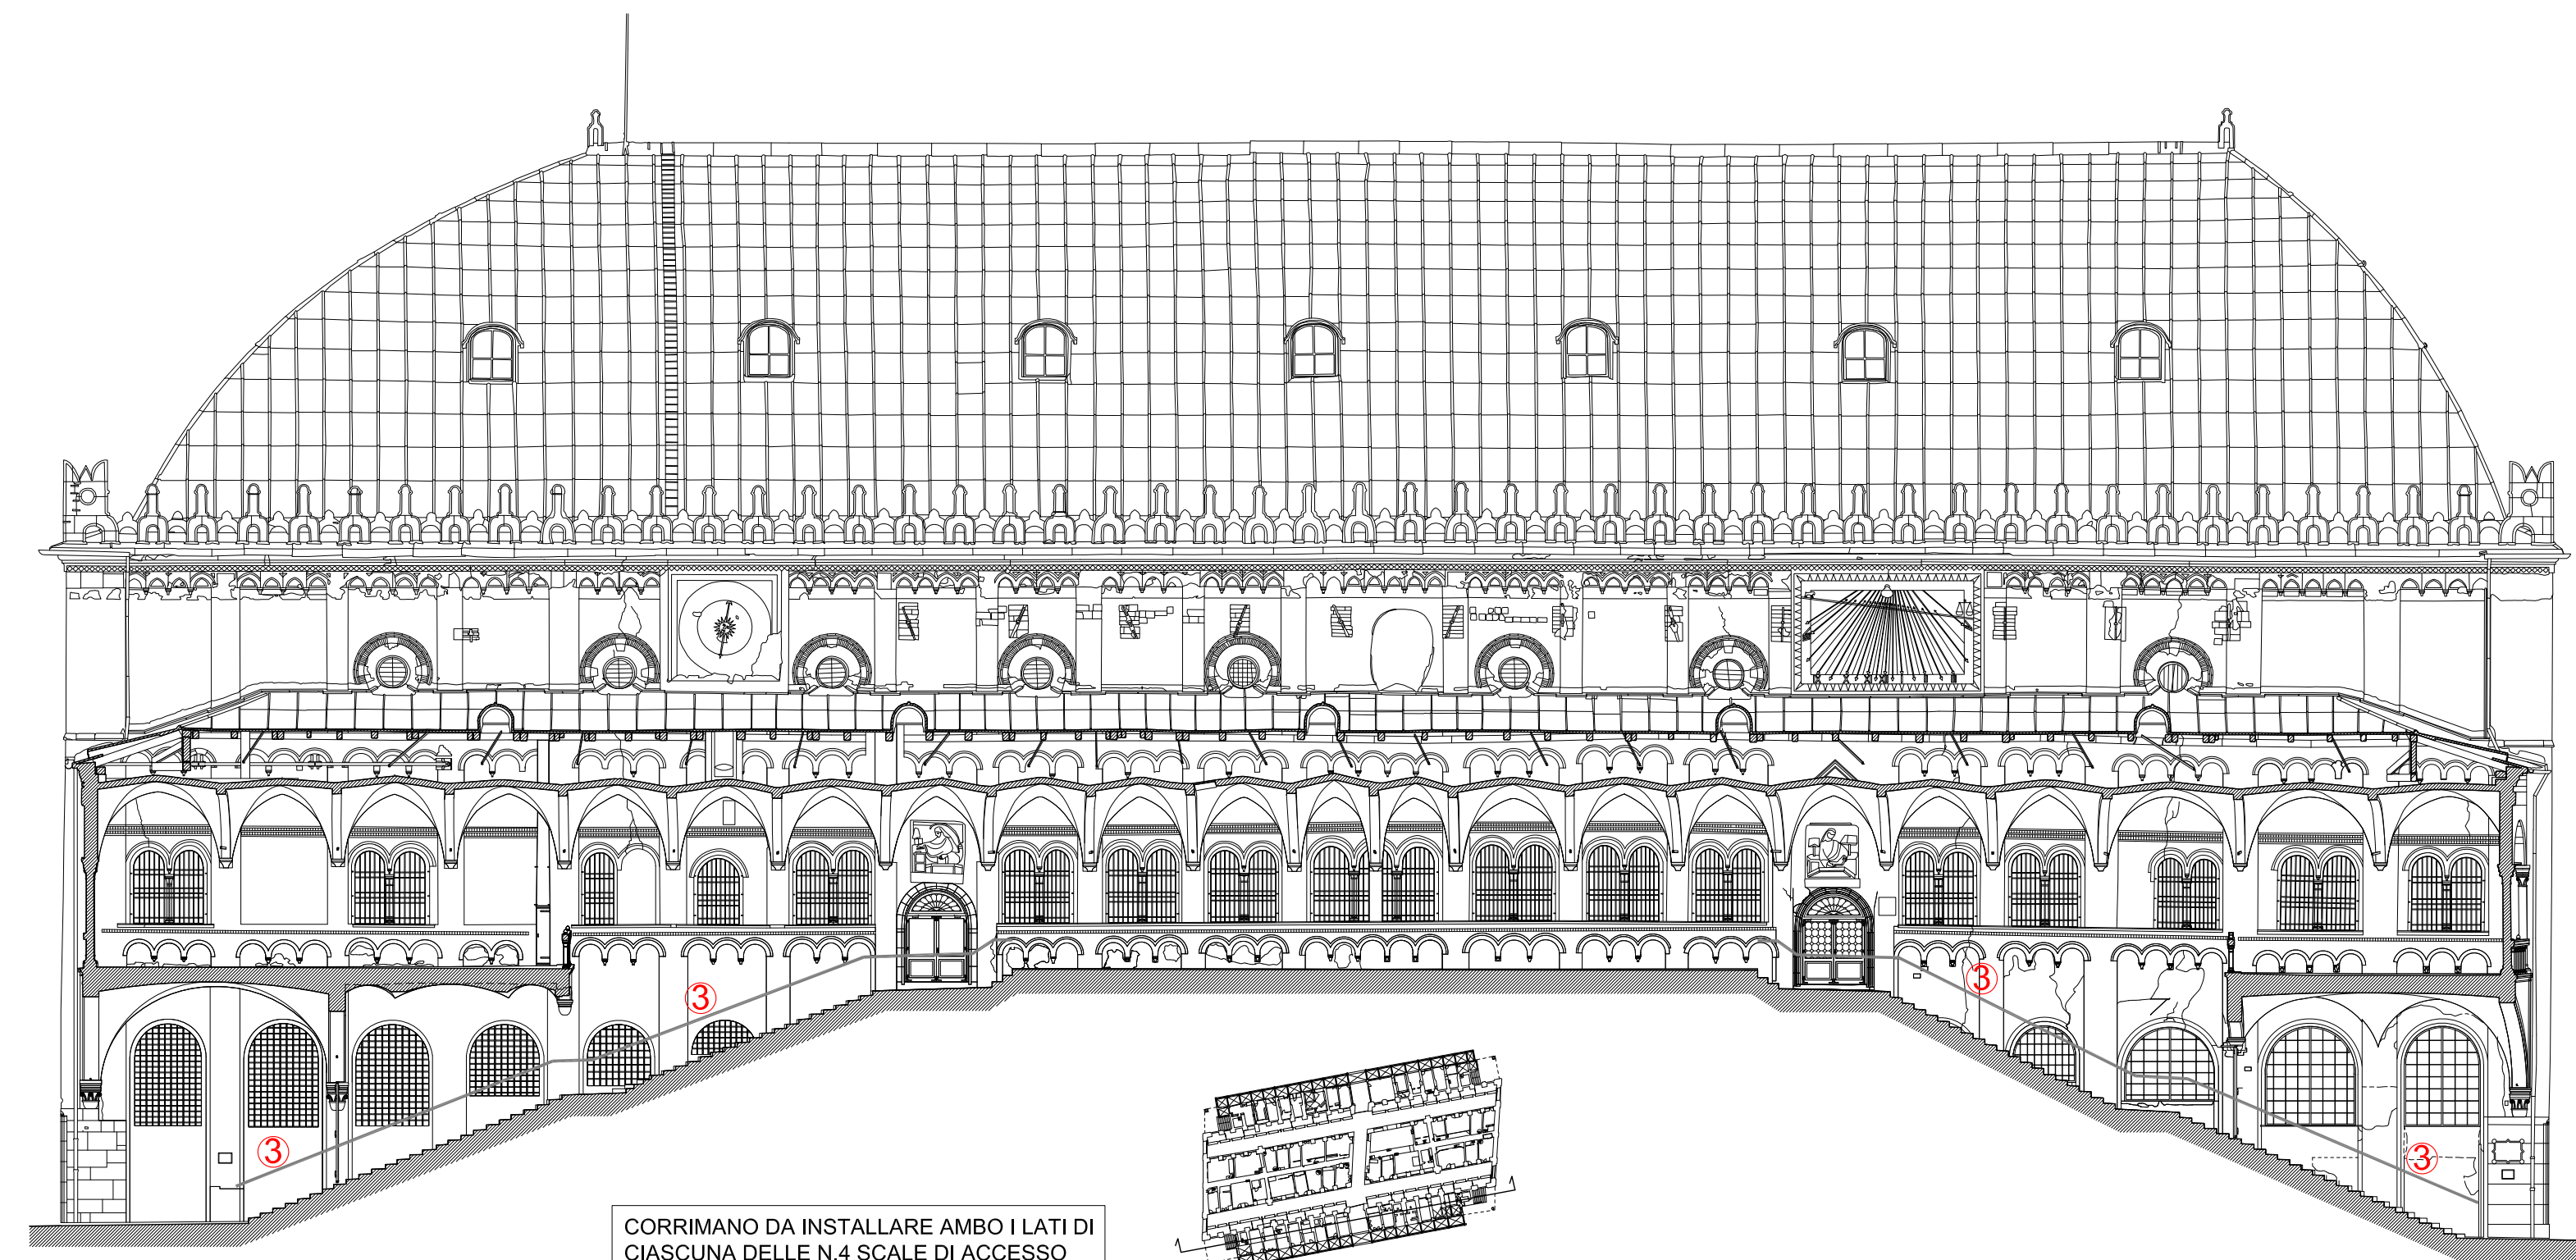 3
3
3
3
CORRIMANO DA INSTALLARE AMBO I LATI DI
CIASCUNA DELLE N.4 SCALE DI ACCESSO